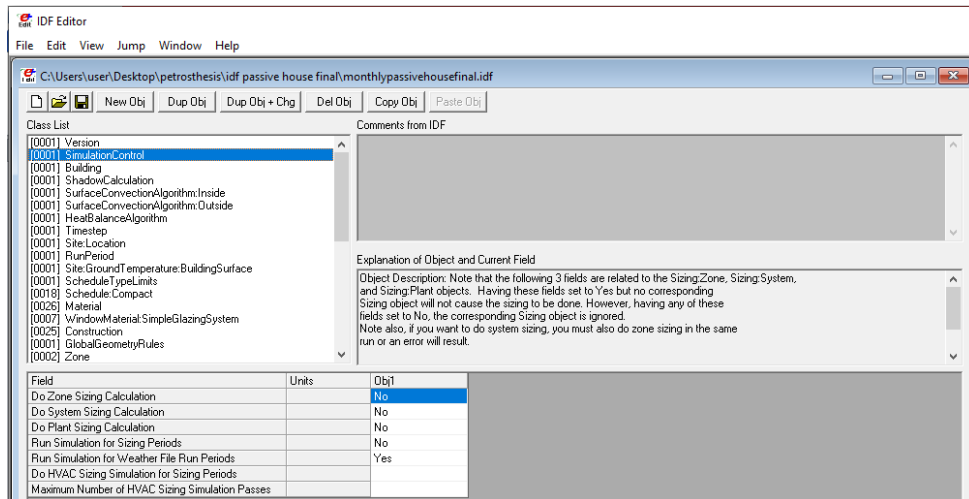 IDF Editor
File Edit View Jump Window Help
C:\Users\user\Desktop\petrosthesis\idf passive house final\monthlypassivehousefinal.idf
New Obj Dup Obj Dup Obj + Chg Del Obj Copy Obj Paste Obj
Class List
[0001] Version
[0001] SimulationControl
[0001] Building
[0001] ShadowCalculation
[0001] SurfaceConvectionAlgorithm:Inside
[0001] SurfaceConvectionAlgorithm:Outside
[0001] HeatBalanceAlgorithm
[0001] Timestep
[0001] Site:Location
[0001] RunPeriod
[0001] Site:GroundTemperature:BuildingSurface
[0001] ScheduleTypeLimits
[0018] Schedule:Compact
[0026] Material
[0007] WindowMaterial:SimpleGlazingSystem
[0025] Construction
[0001] GlobalGeometryRules
[0002] Zone
Comments from IDF
Explanation of Object and Current Field
Object Description: Note that the following 3 fields are related to the Sizing:Zone, Sizing:System,
and Sizing:Plant objects. Having these fields set to Yes but no corresponding
Sizing object will not cause the sizing to be done. However, having any of these
fields set to No, the corresponding Sizing object is ignored.
Note also, if you want to do system sizing, you must also do zone sizing in the same
run or an error will result.
Field Units Obj1
Do Zone Sizing Calculation No
Do System Sizing Calculation No
Do Plant Sizing Calculation No
Run Simulation for Sizing Periods No
Run Simulation for Weather File Run Periods Yes
Do HVAC Sizing Simulation for Sizing Periods
Maximum Number of HVAC Sizing Simulation Passes